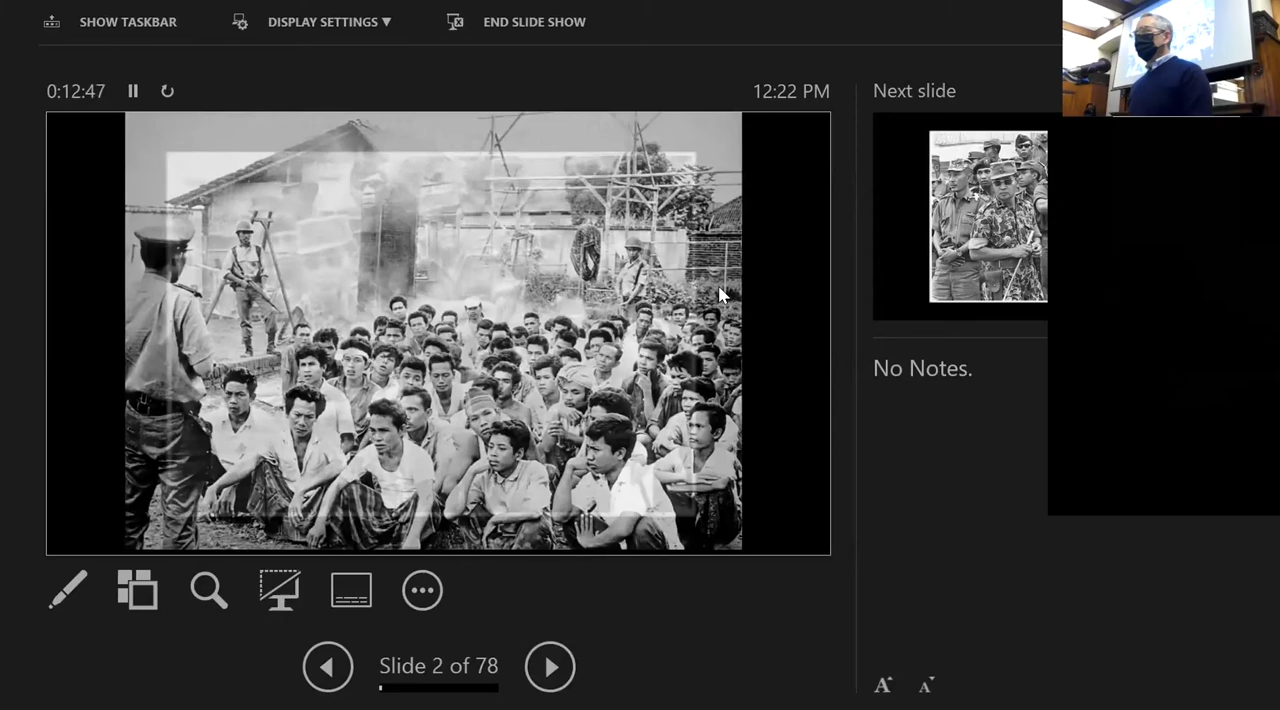 SHOW TASKBAR
DISPLAY SETTINGS ▼
END SLIDE SHOW
0:12:47
12:22 PM
Next slide
No Notes.
Slide 2 of 78
A
A